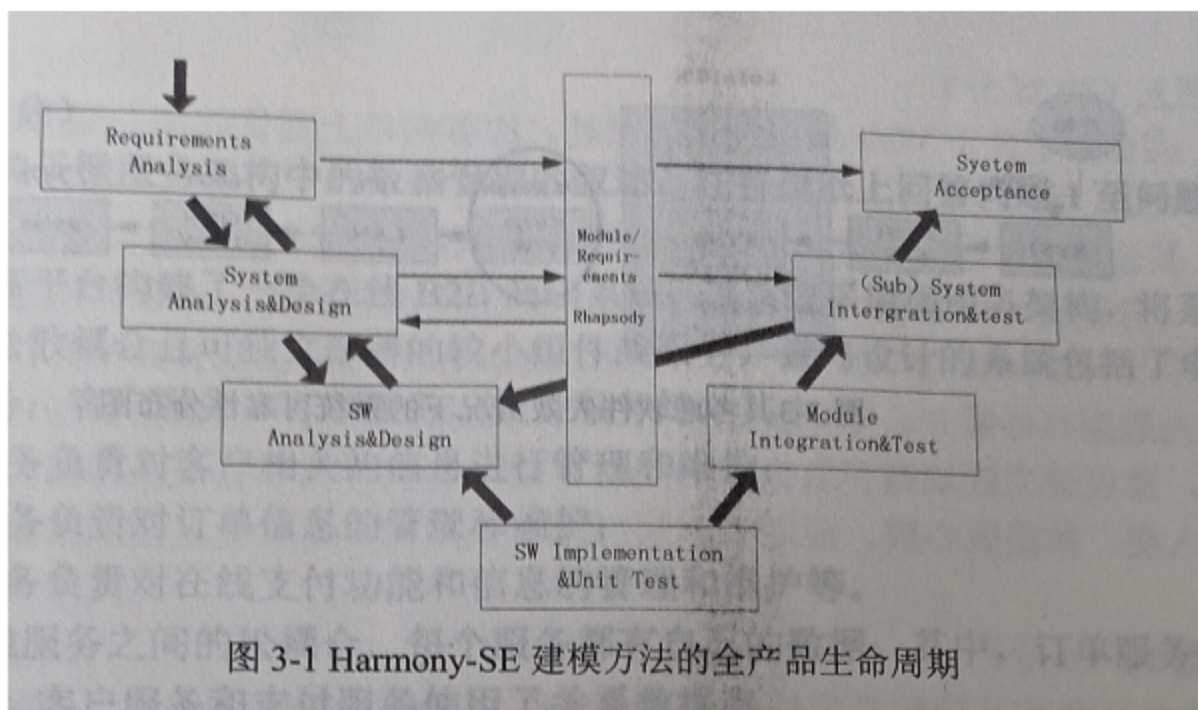 Requirements
Analysis
Syetem
Acceptance
Module/
Requir-
ements
Rhapsody
System
Analysis&Design
（Sub）System
Intergration&test
SW
Analysis&Design
Module
Integration&Test
SW Implementation
&Unit Test
图 3-1 Harmony-SE 建模方法的全产品生命周期